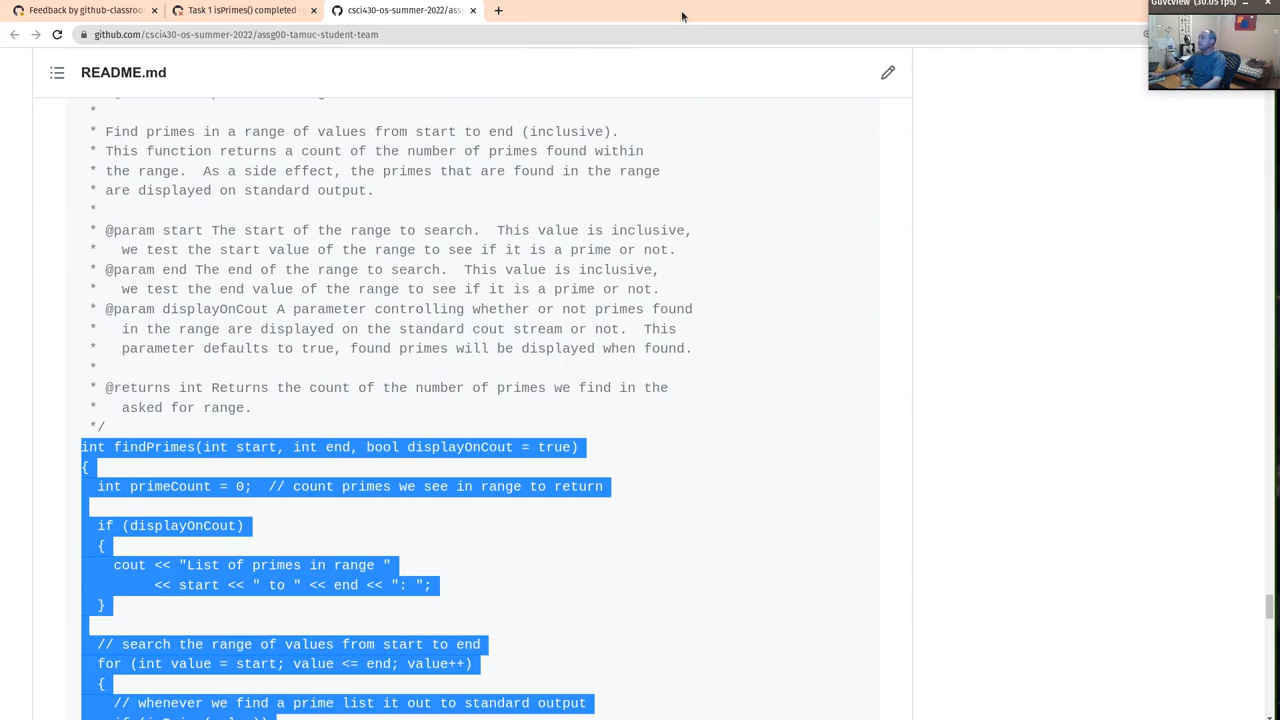 Feedback by github-classroo
Task 1 isPrimes() completed
csci430-os-summer-2022/assg
Guvcview (30.05 fps)
github.com/csci430-os-summer-2022/assg00-tamuc-student-team
README.md
*
* Find primes in a range of values from start to end (inclusive).
* This function returns a count of the number of primes found within
* the range.  As a side effect, the primes that are found in the range
* are displayed on standard output.
*
* @param start The start of the range to search.  This value is inclusive,
*   we test the start value of the range to see if it is a prime or not.
* @param end The end of the range to search.  This value is inclusive,
*   we test the end value of the range to see if it is a prime or not.
* @param displayOnCout A parameter controlling whether or not primes found
*   in the range are displayed on the standard cout stream or not.  This
*   parameter defaults to true, found primes will be displayed when found.
*
* @returns int Returns the count of the number of primes we find in the
*   asked for range.
*/
int findPrimes(int start, int end, bool displayOnCout = true)
{
  int primeCount = 0;  // count primes we see in range to return
  if (displayOnCout)
  {
    cout << "List of primes in range "
         << start << " to " << end << ": ";
  }
  // search the range of values from start to end
  for (int value = start; value <= end; value++)
  {
    // whenever we find a prime list it out to standard output